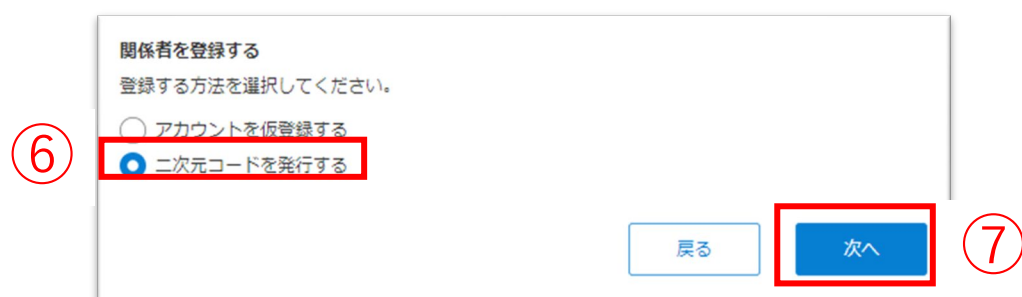 関係者を登録する
登録する方法を選択してください。
アカウントを仮登録する
⑥
二次元コードを発行する
戻る
次へ
⑦